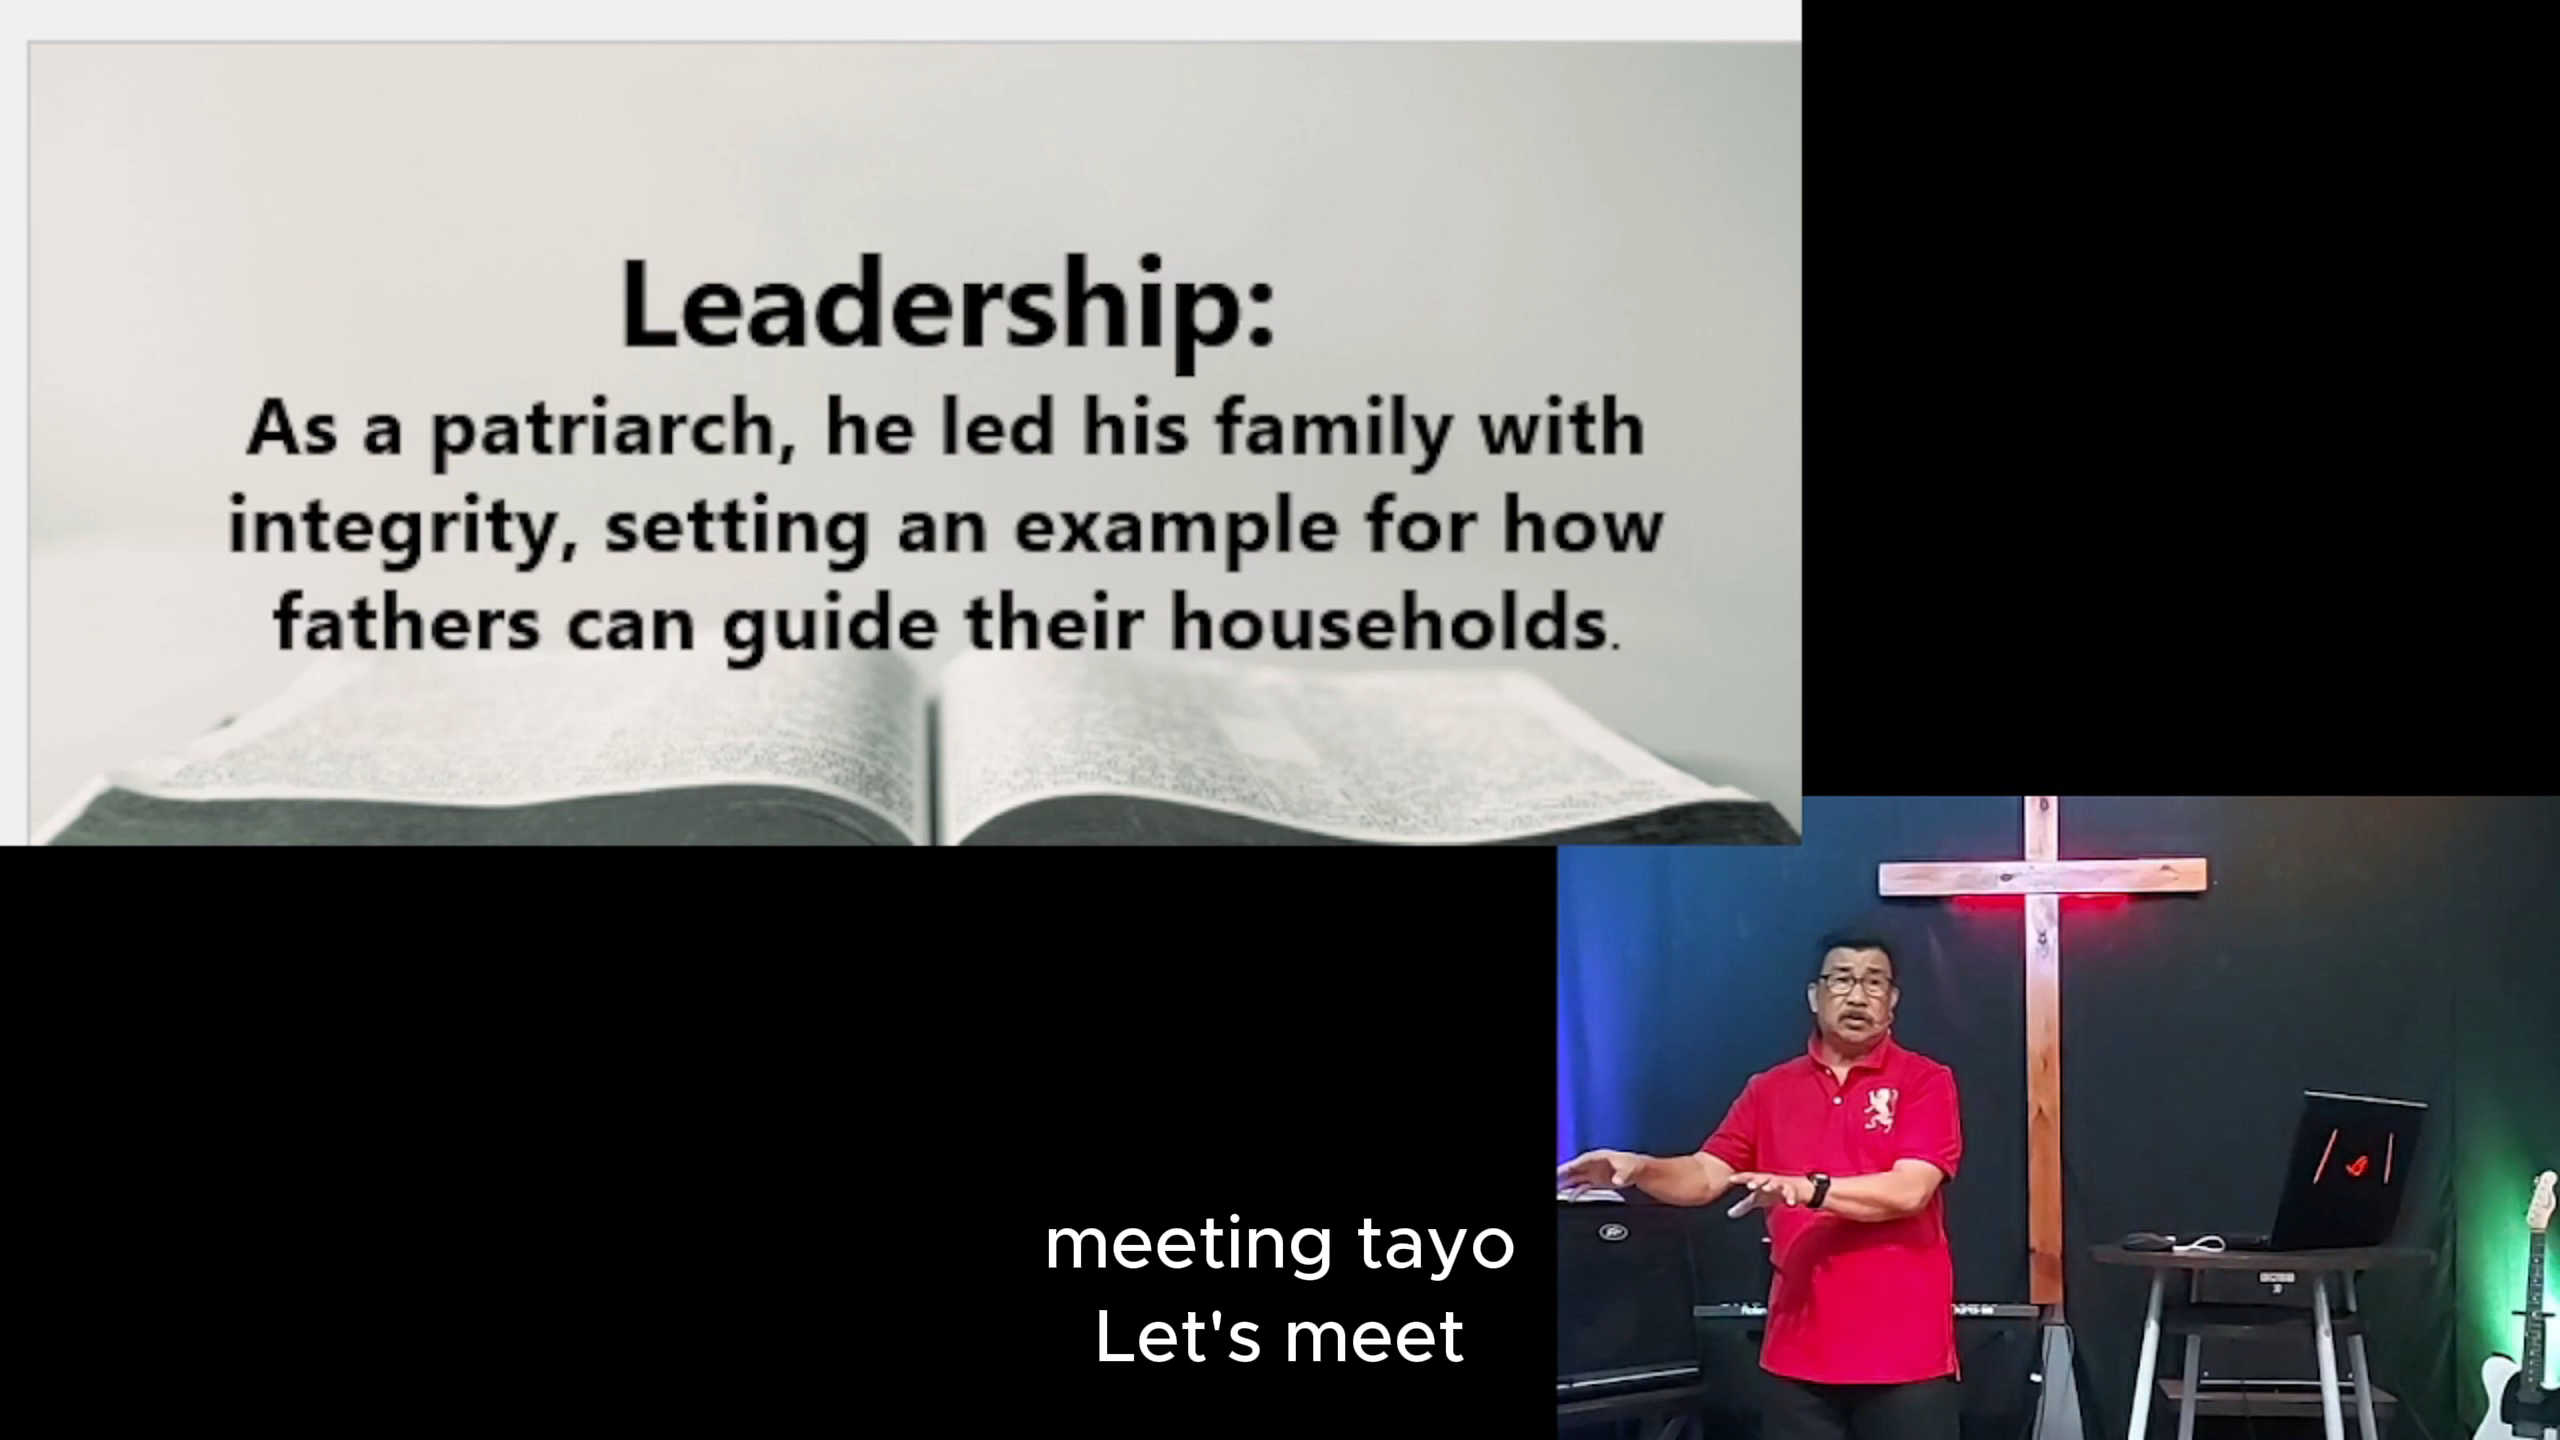 Leadership:
As a patriarch, he led his family with
integrity, setting an example for how
fathers can guide their households.
meeting tayo
Let's meet